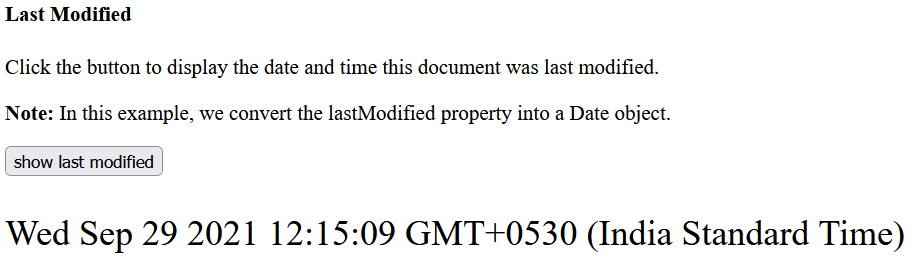 Last Modified
Click the button to display the date and time this document was last modified.
Note: In this example, we convert the lastModified property into a Date object.
show last modified
Wed Sep 29 2021 12:15:09 GMT+0530 (India Standard Time)